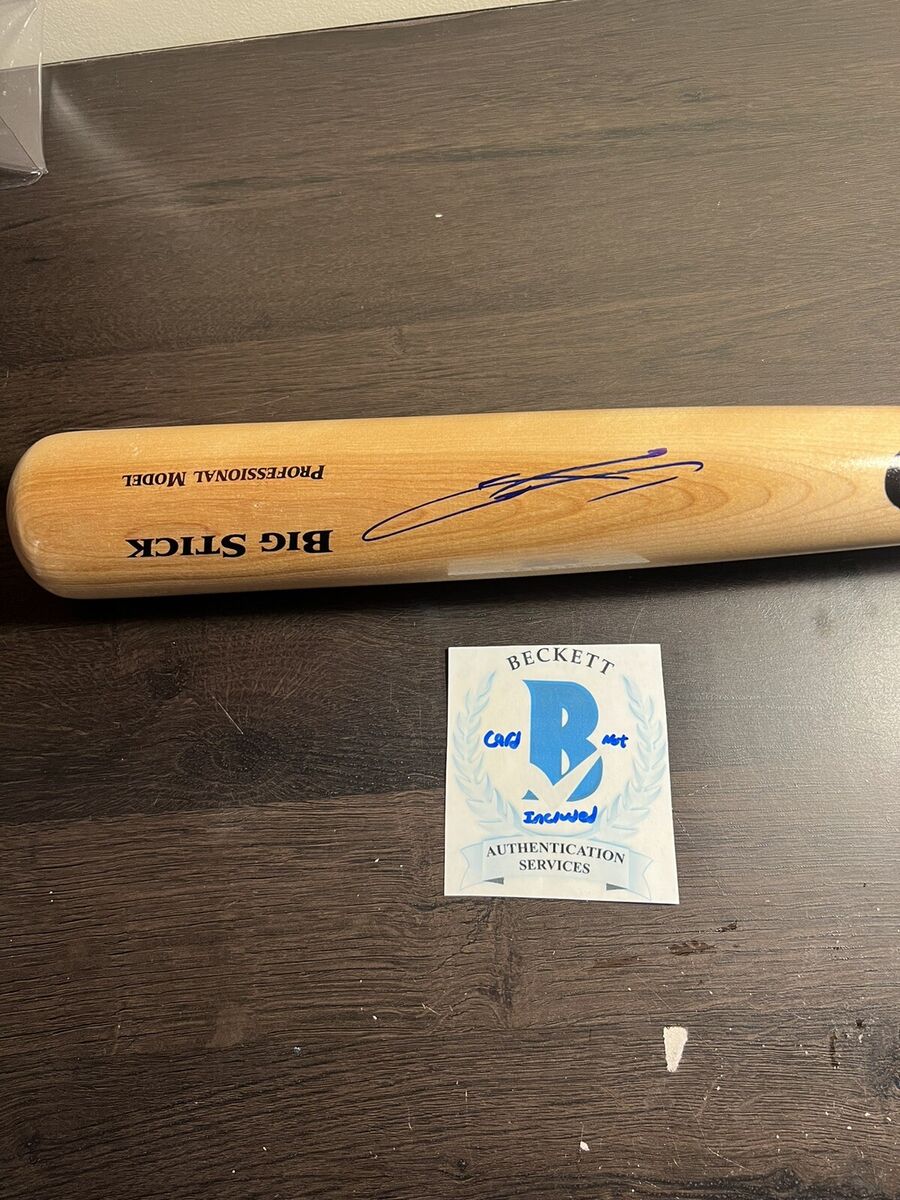 PROFESSIONAL MODEL
BIG STICK
BECKETT
B
Card Not
Included
AUTHENTICATION
SERVICES